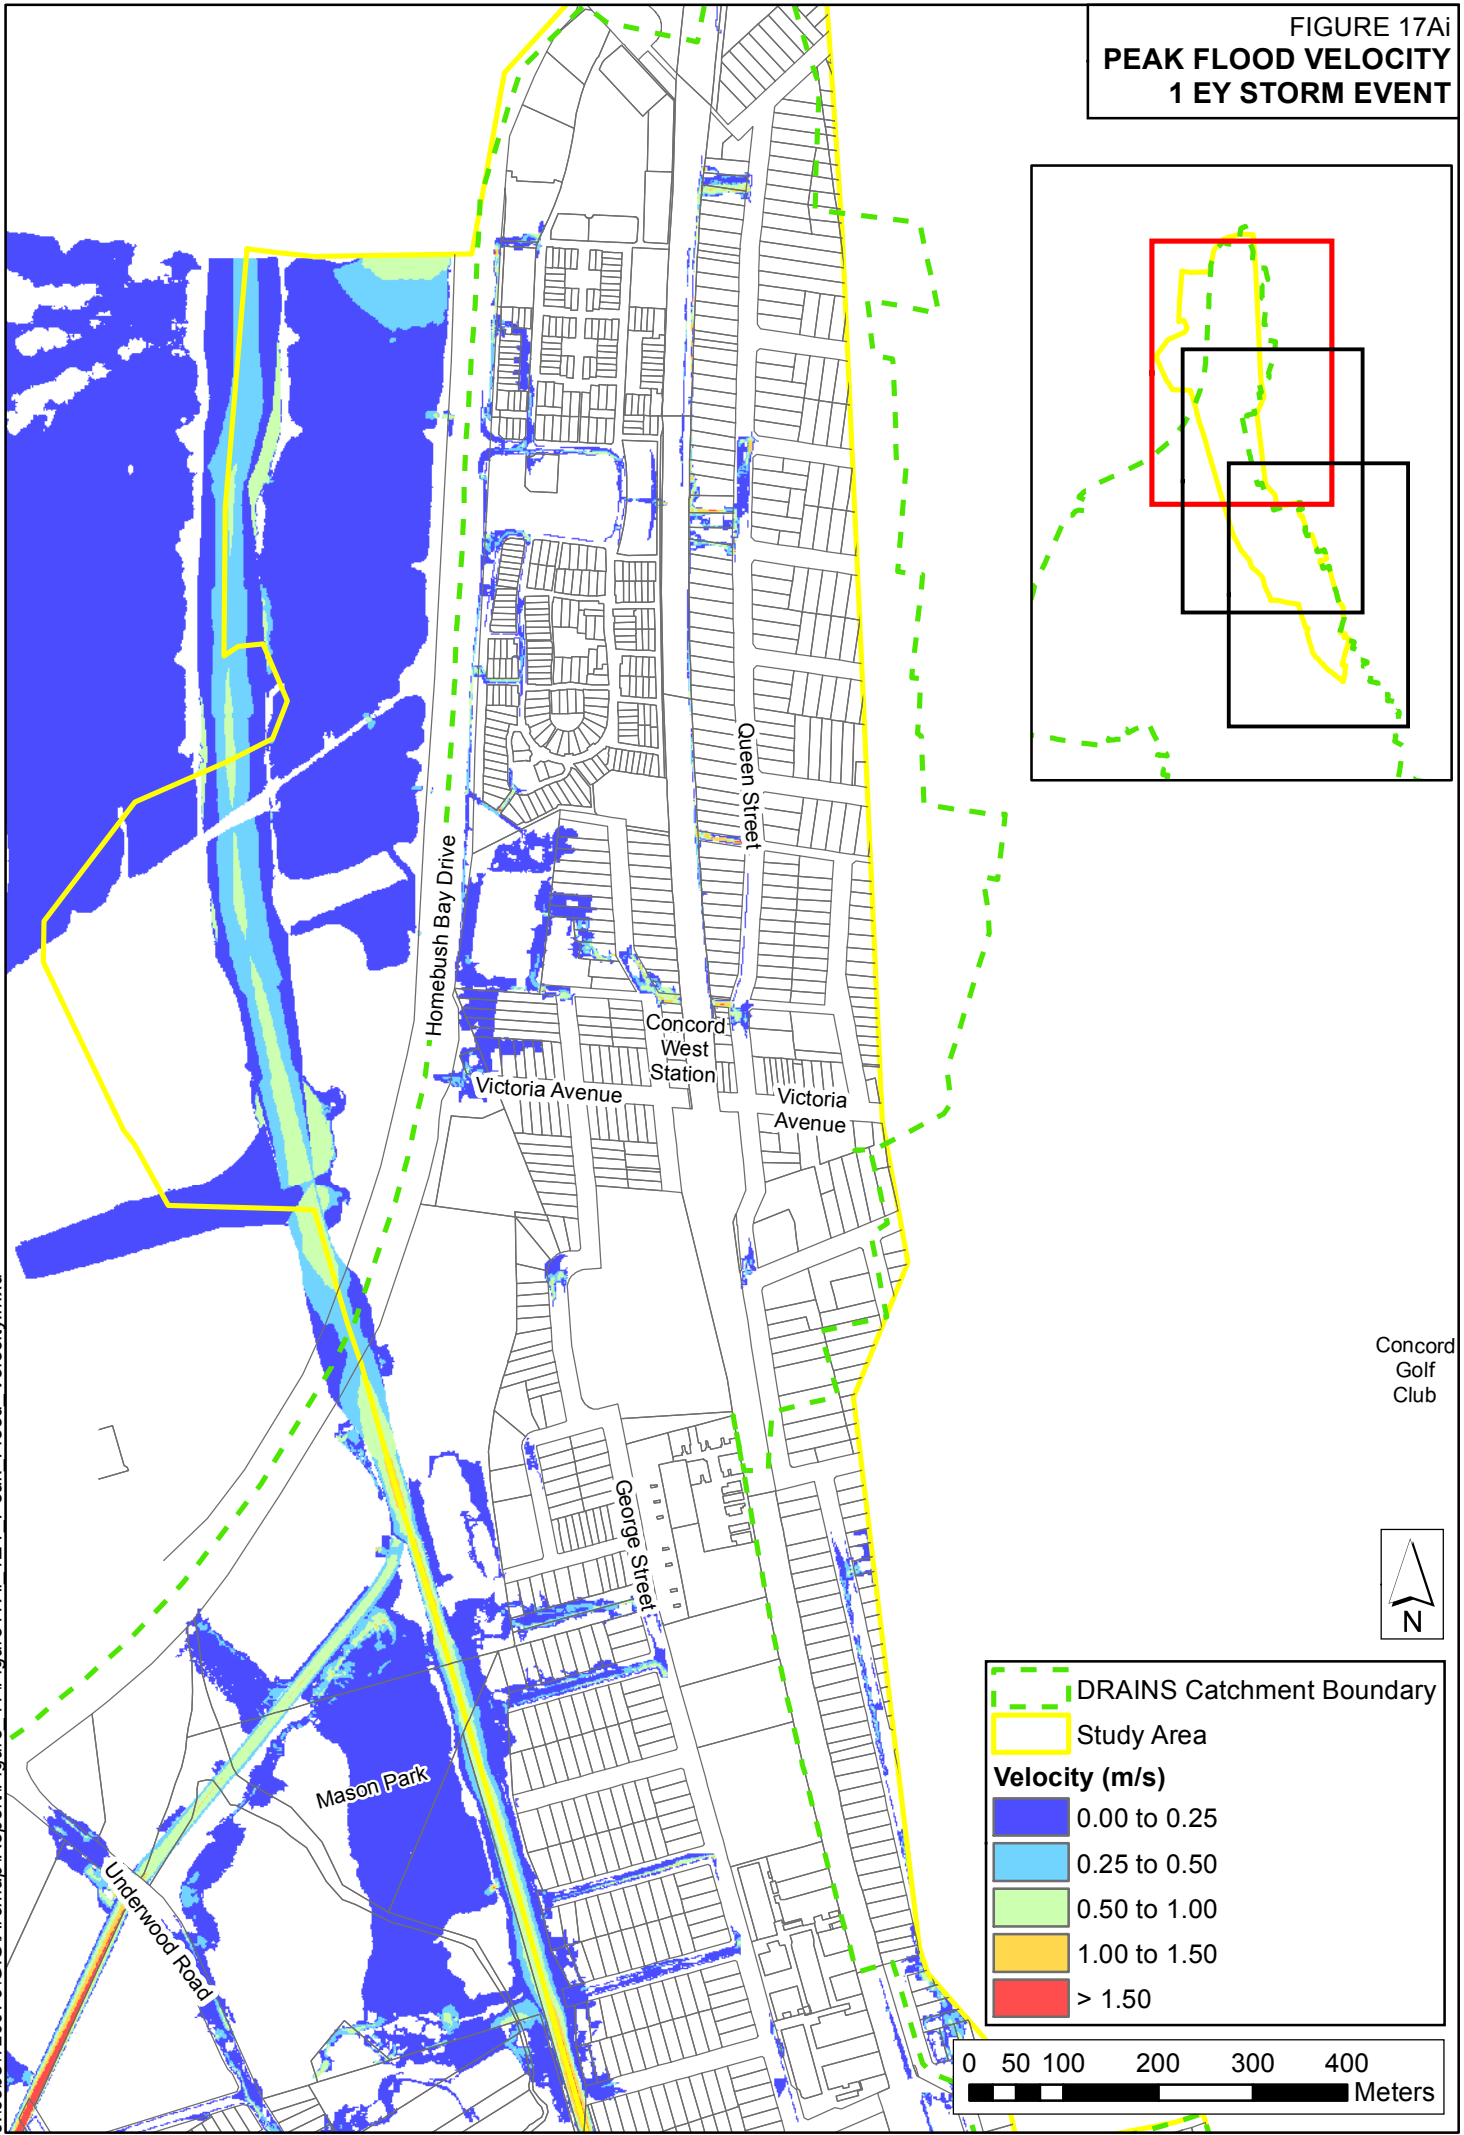 FIGURE 17Ai
PEAK FLOOD VELOCITY
1 EY STORM EVENT
Queen Street
Homebush Bay Drive
Concord
West
Station
Victoria Avenue
Victoria
Avenue
Concord
Golf
Club
George Street
N
Mason Park
Underwood Road
DRAINS Catchment Boundary
Study Area
Velocity (m/s)
0.00 to 0.25
0.25 to 0.50
0.50 to 1.00
1.00 to 1.50
> 1.50
0 50 100 200 300 400
Meters